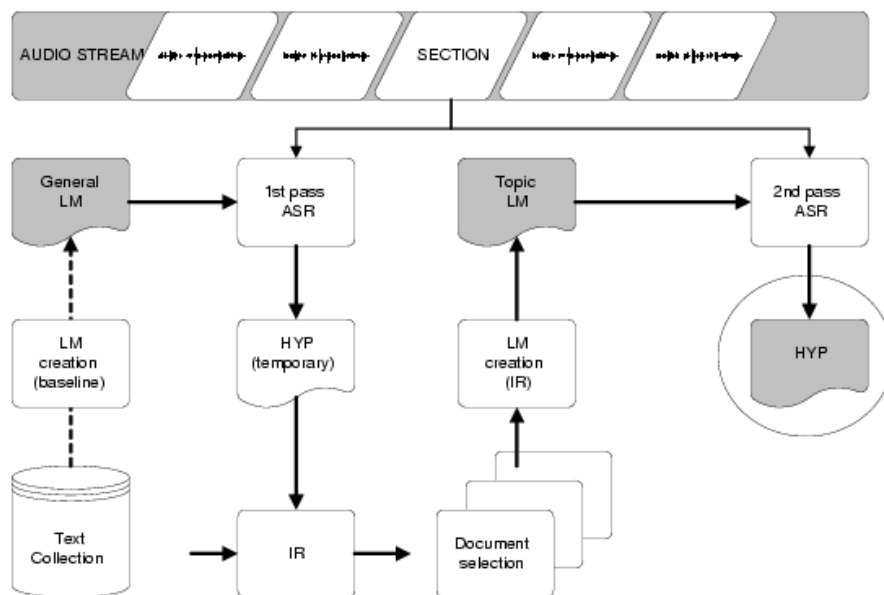 AUDIO STREAM
SECTION
General
LM
1st pass
ASR
Topic
LM
2nd pass
ASR
LM
creation
(baseline)
HYP
(temporary)
LM
creation
(IR)
HYP
Text
Collection
IR
Document
selection